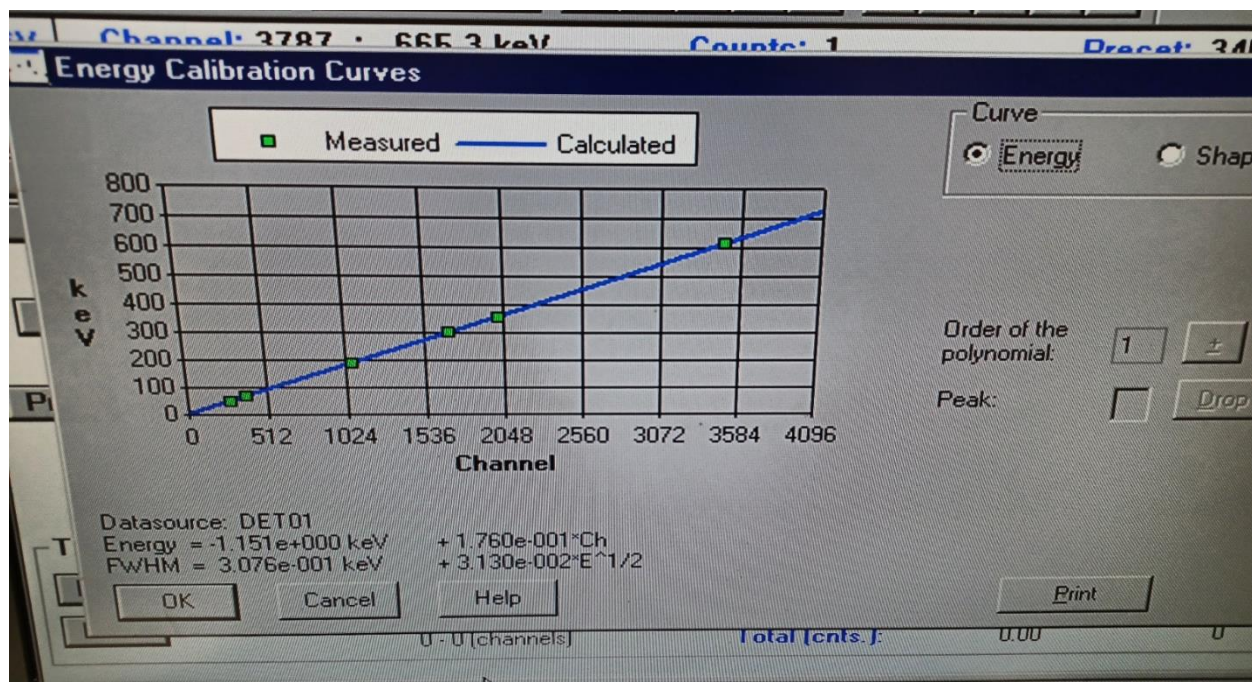 Channel: 3787 : 665.3 keV Counts: 1 Preset:
Energy Calibration Curves
Measured Calculated
Curve
Energy
800
700
600
500
400
300
200
100
0
keV
0 512 1024 1536 2048 2560 3072 3584 4096
Channel
Order of the
polynomial: 1 ±
Peak: Drop
Datasource: DET01
Energy = -1.151e+000 keV + 1.760e-001*Ch
FWHM = 3.076e-001 keV + 3.130e-002*E^1/2
OK Cancel Help Print
0 - 0 (channels) Total (cnts.): 0.00 0